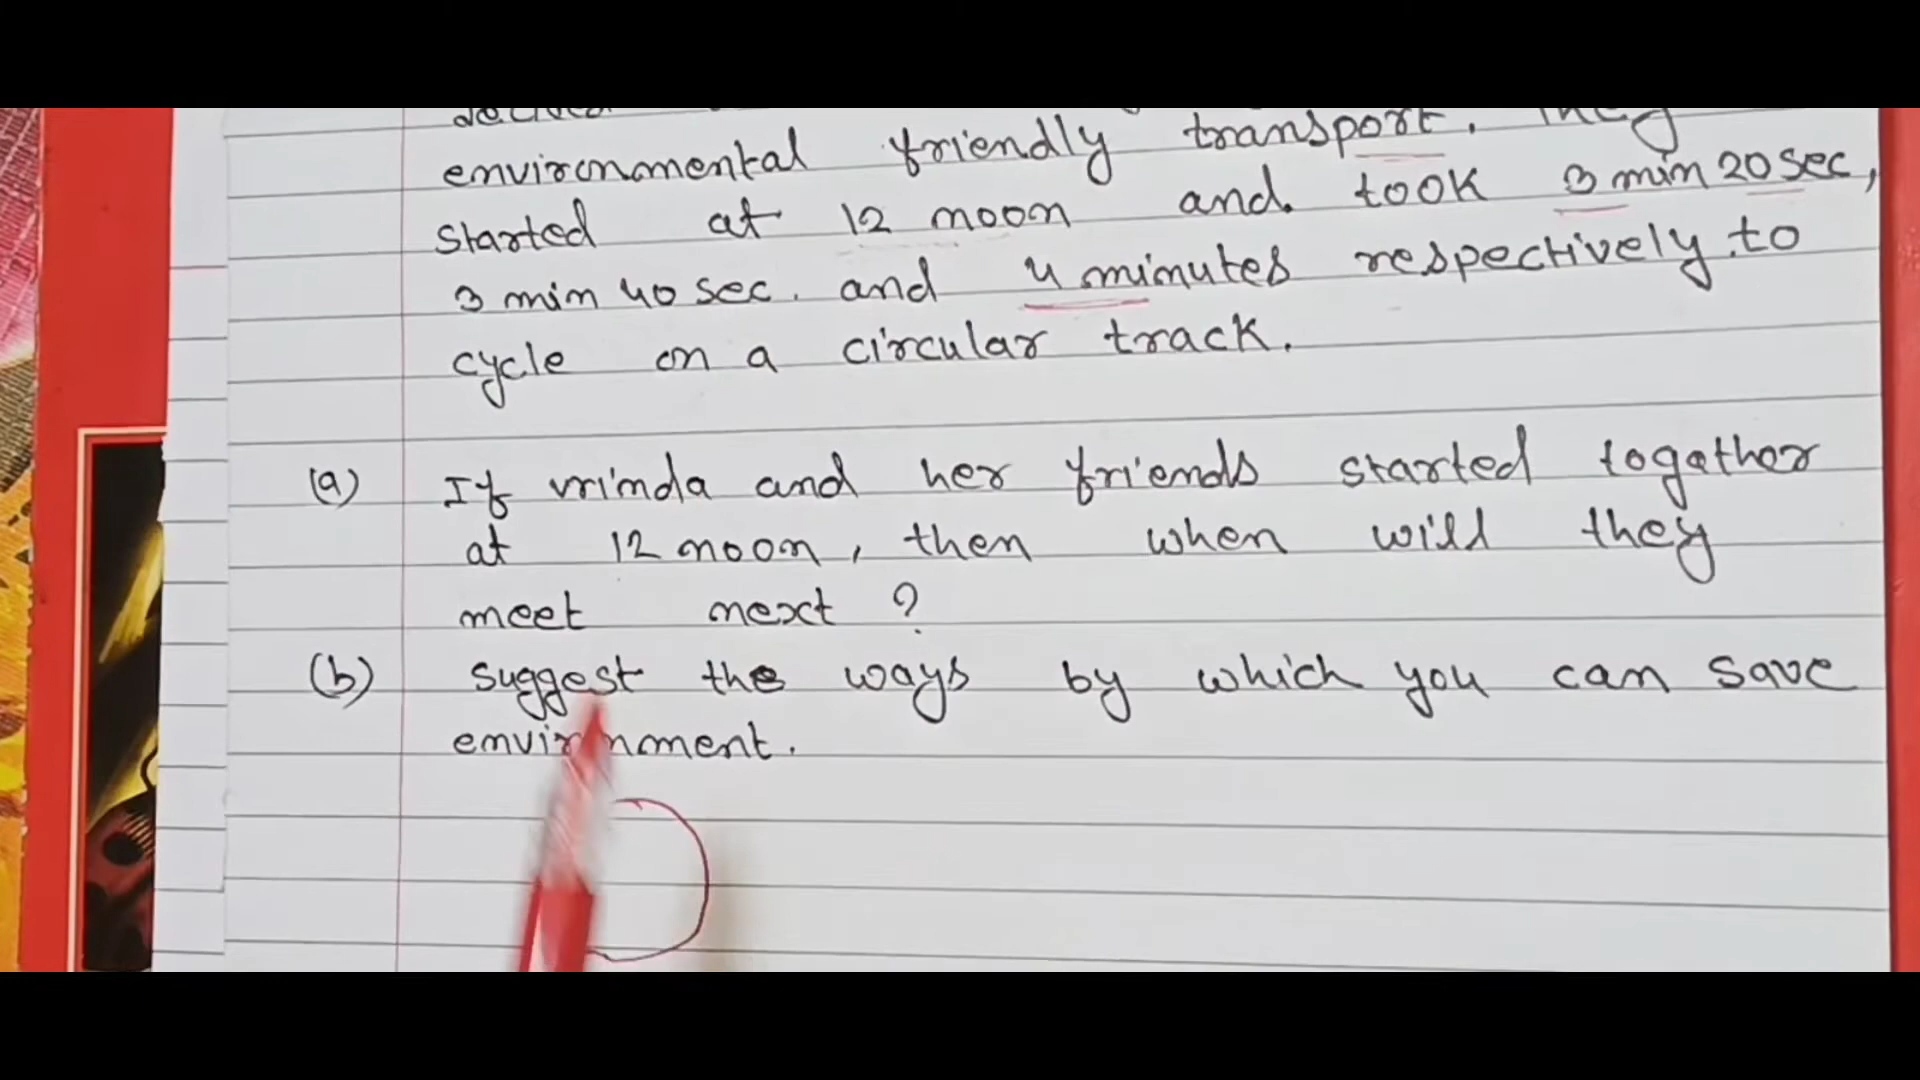 environmental friendly transport. They
started at 12 noon and took 3 min 20 sec,
3 min 40 sec. and 4 minutes respectively to
cycle on a circular track.
(a) If vrinda and her friends started togather
at 12 noon, then when will they
meet next ?
(b) suggest the ways by which you can save
environment.